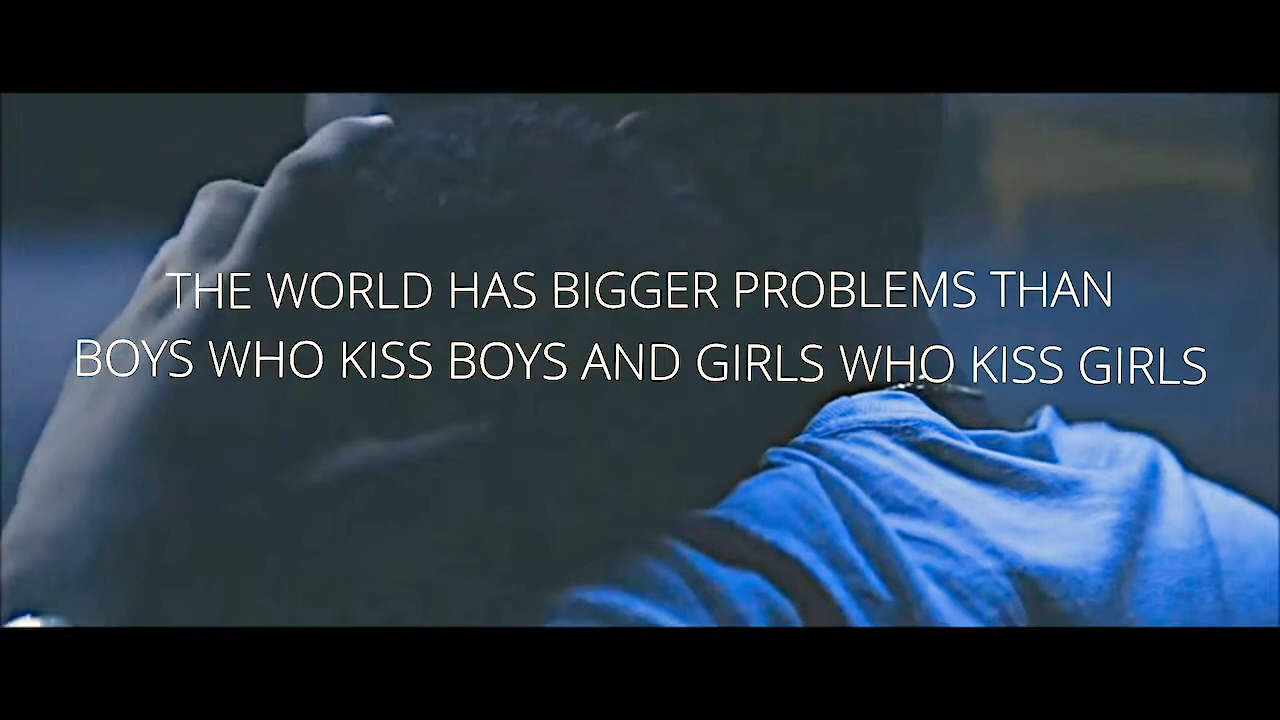 THE WORLD HAS BIGGER PROBLEMS THAN
BOYS WHO KISS BOYS AND GIRLS WHO KISS GIRLS